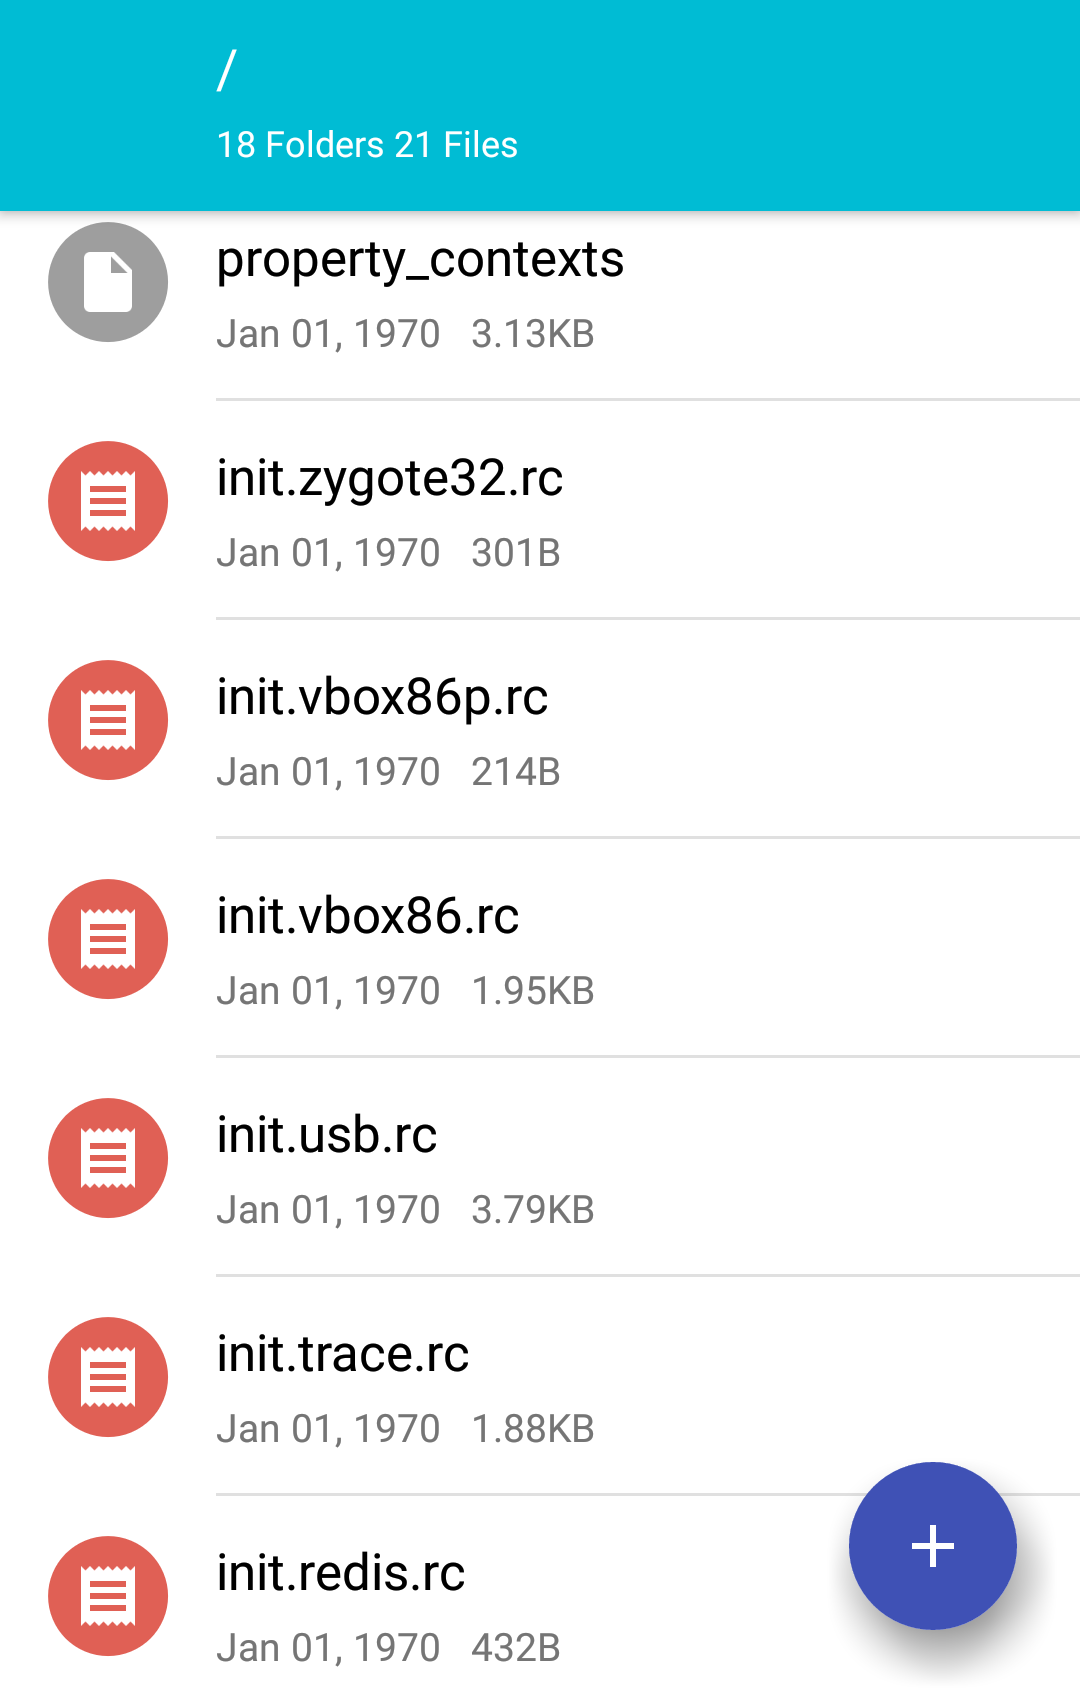 /
18 Folders 21 Files
property_contexts
Jan 01, 1970 3.13KB
init.zygote32.rc
Jan 01, 1970 301B
init.vbox86p.rc
Jan 01, 1970 214B
init.vbox86.rc
Jan 01, 1970 1.95KB
init.usb.rc
Jan 01, 1970 3.79KB
init.trace.rc
Jan 01, 1970 1.88KB
init.redis.rc
Jan 01, 1970 432B